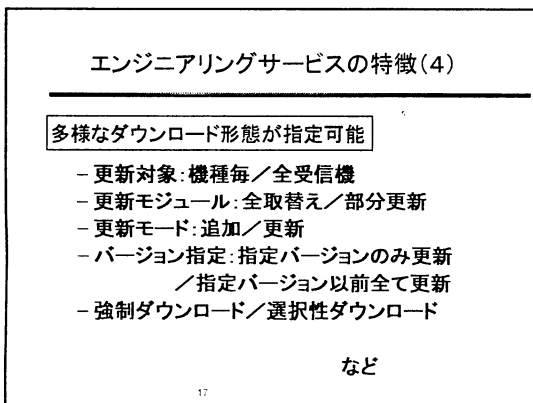 エンジニアリングサービスの特徴(4)
多様なダウンロード形態が指定可能
－更新対象:機種毎／全受信機
－更新モジュール:全取替え／部分更新
－更新モード:追加／更新
－バージョン指定:指定バージョンのみ更新
／指定バージョン以前全て更新
－強制ダウンロード／選択性ダウンロード
など
17